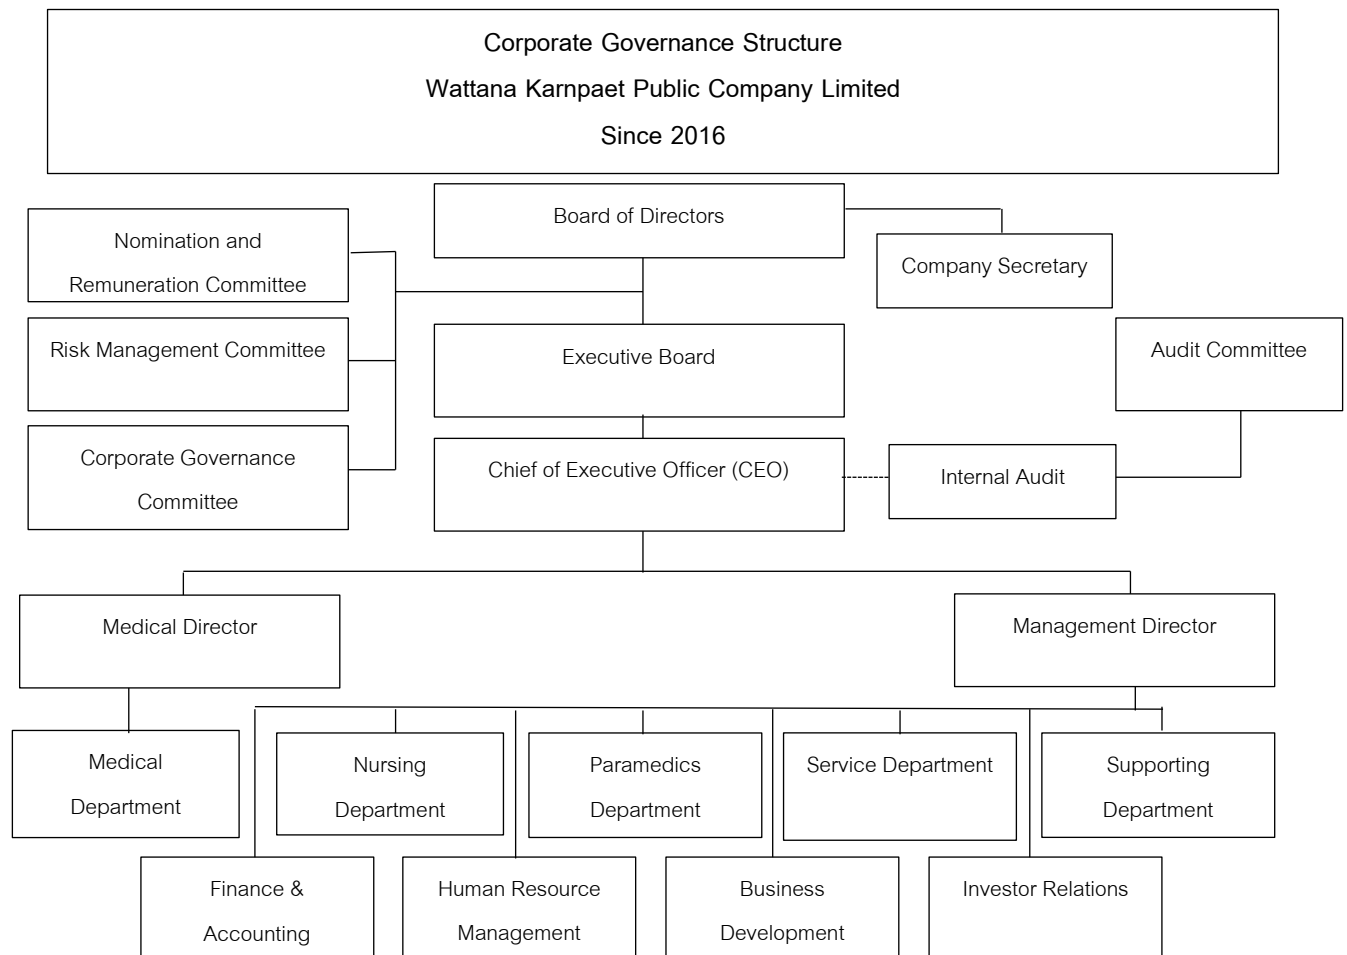 Corporate Governance Structure
Wattana Karnpaet Public Company Limited
Since 2016
Board of Directors
Nomination and
Remuneration Committee
Company Secretary
Risk Management Committee
Executive Board
Audit Committee
Corporate Governance
Committee
Chief of Executive Officer (CEO)
Internal Audit
Medical Director
Management Director
Medical
Department
Nursing
Department
Paramedics
Department
Service Department
Supporting
Department
Finance &
Accounting
Human Resource
Management
Business
Development
Investor Relations